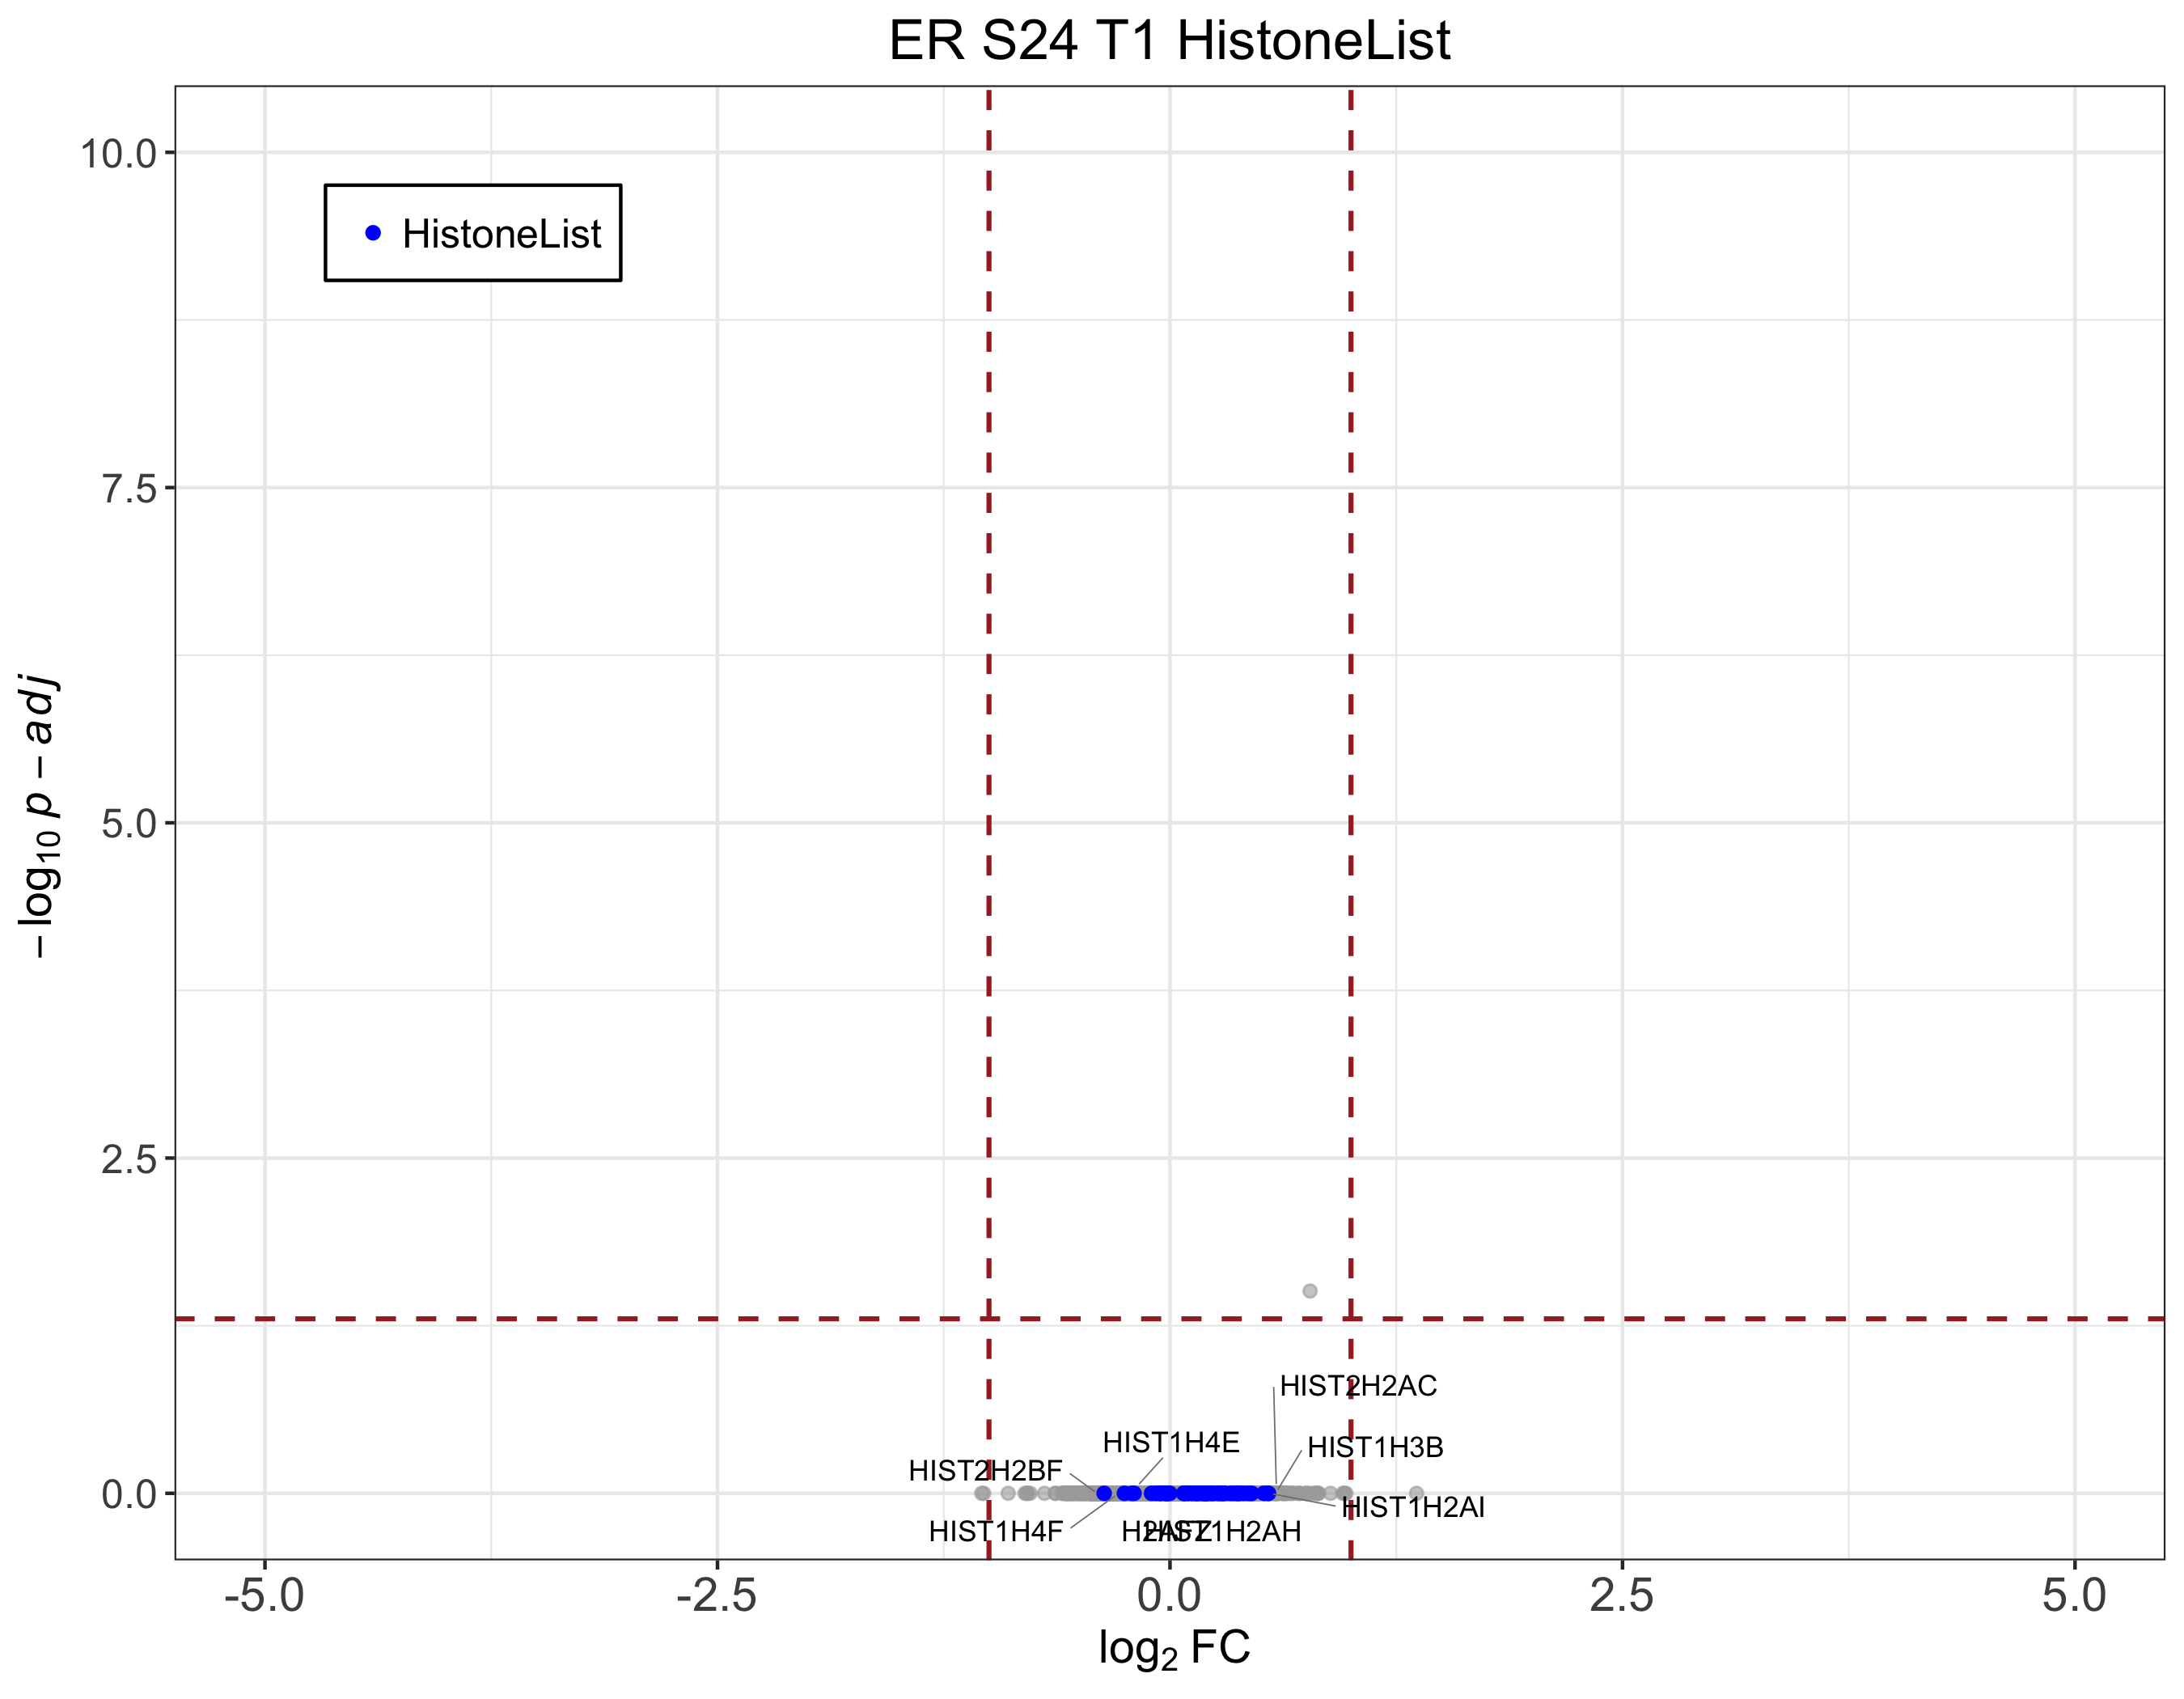 ER S24 T1 HistoneList
10.0
HistoneList
7.5
5.0
2.5
0.0
−log10 p − adj
HIST2H2AC
HIST1H4E
HIST1H3B
HIST2H2BF
HIST1H2AI
HIST1H4F
H2AFZ
HIST1H2AH
-5.0
-2.5
0.0
2.5
5.0
log2 FC